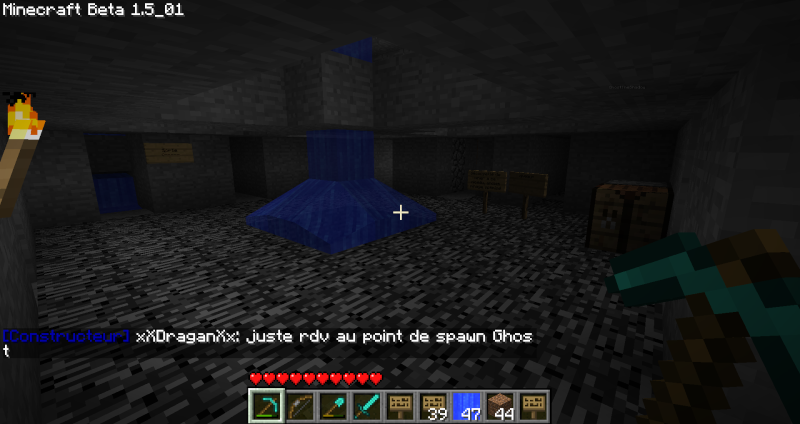 Minecraft Beta 1.5_01
[Constructeur] xXDraganXx: juste rdv au point de spawn Ghos
t
39 47 44